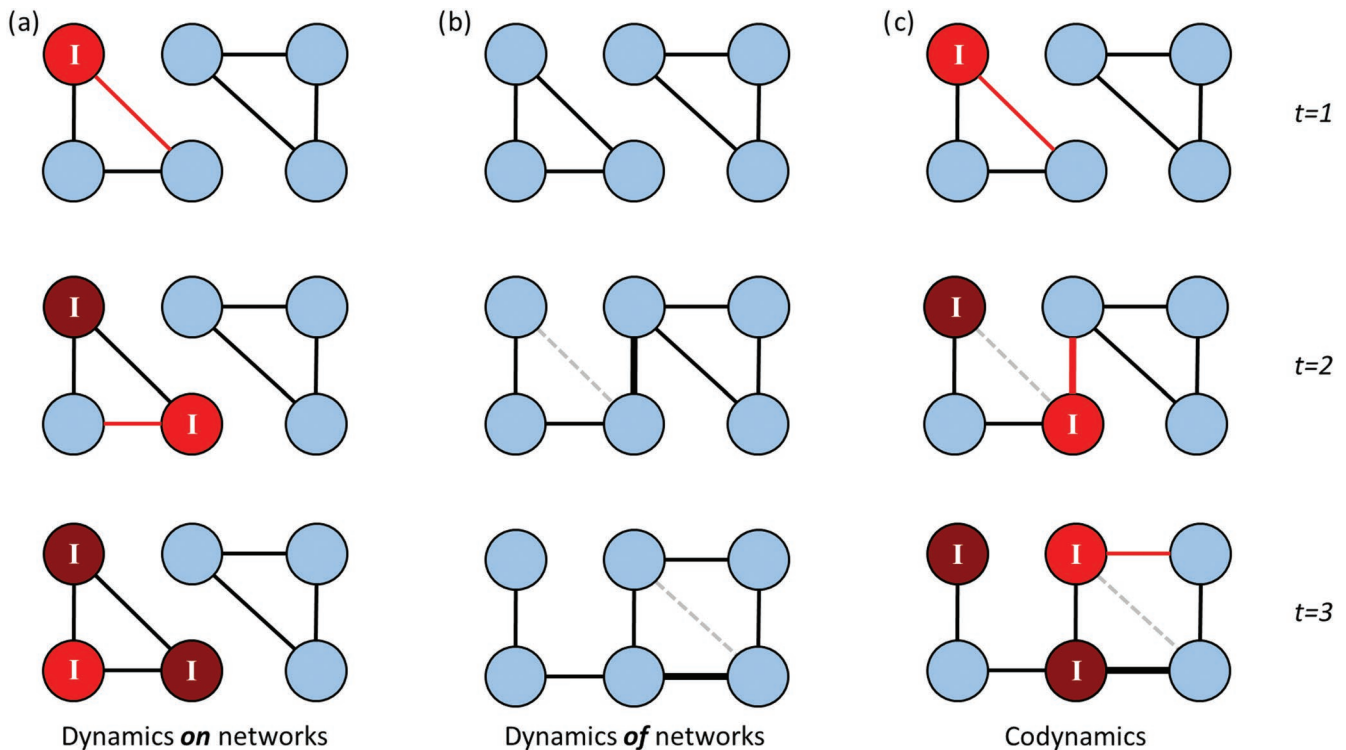 (a) (b) (c)
I I t=1
I I t=2
I I I I
I I I t=3
I I I
Dynamics on networks Dynamics of networks Codynamics